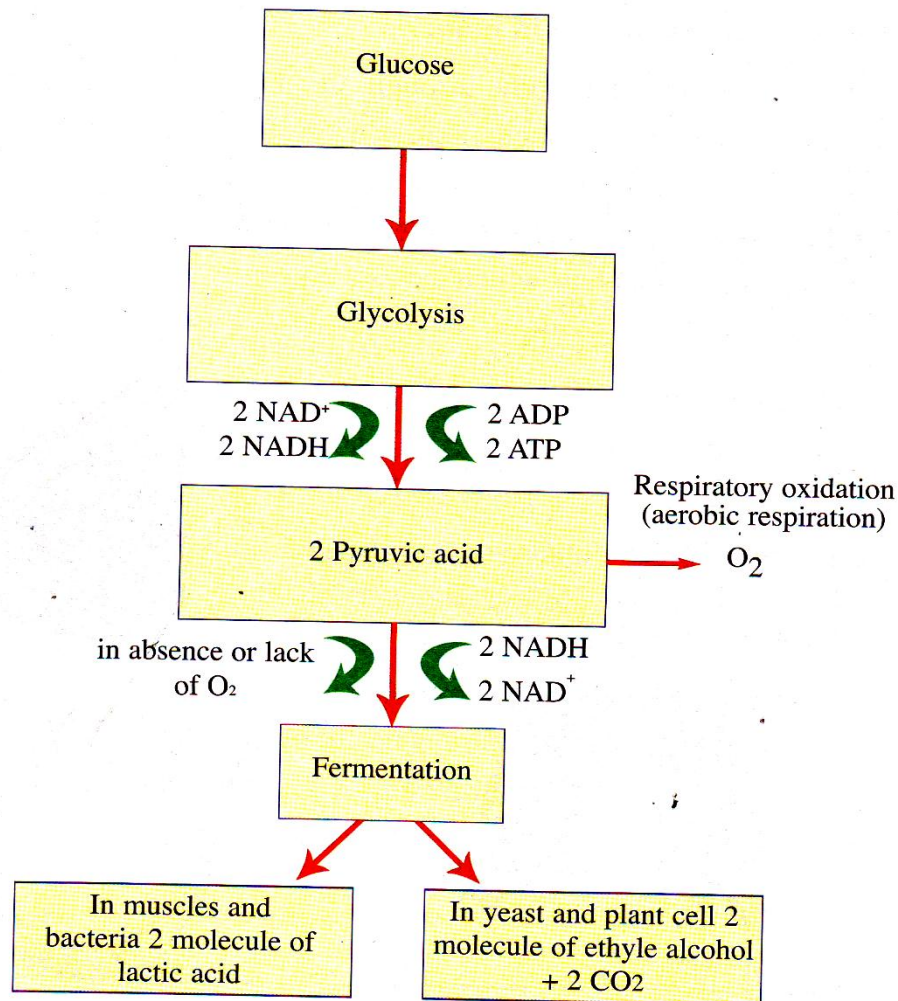 Glucose
Glycolysis
2 NAD⁺
2 NADH
2 ADP
2 ATP
Respiratory oxidation
(aerobic respiration)
O₂
2 Pyruvic acid
in absence or lack
of O₂
2 NADH
2 NAD⁺
Fermentation
In muscles and
bacteria 2 molecule of
lactic acid
In yeast and plant cell 2
molecule of ethyle alcohol
+ 2 CO₂